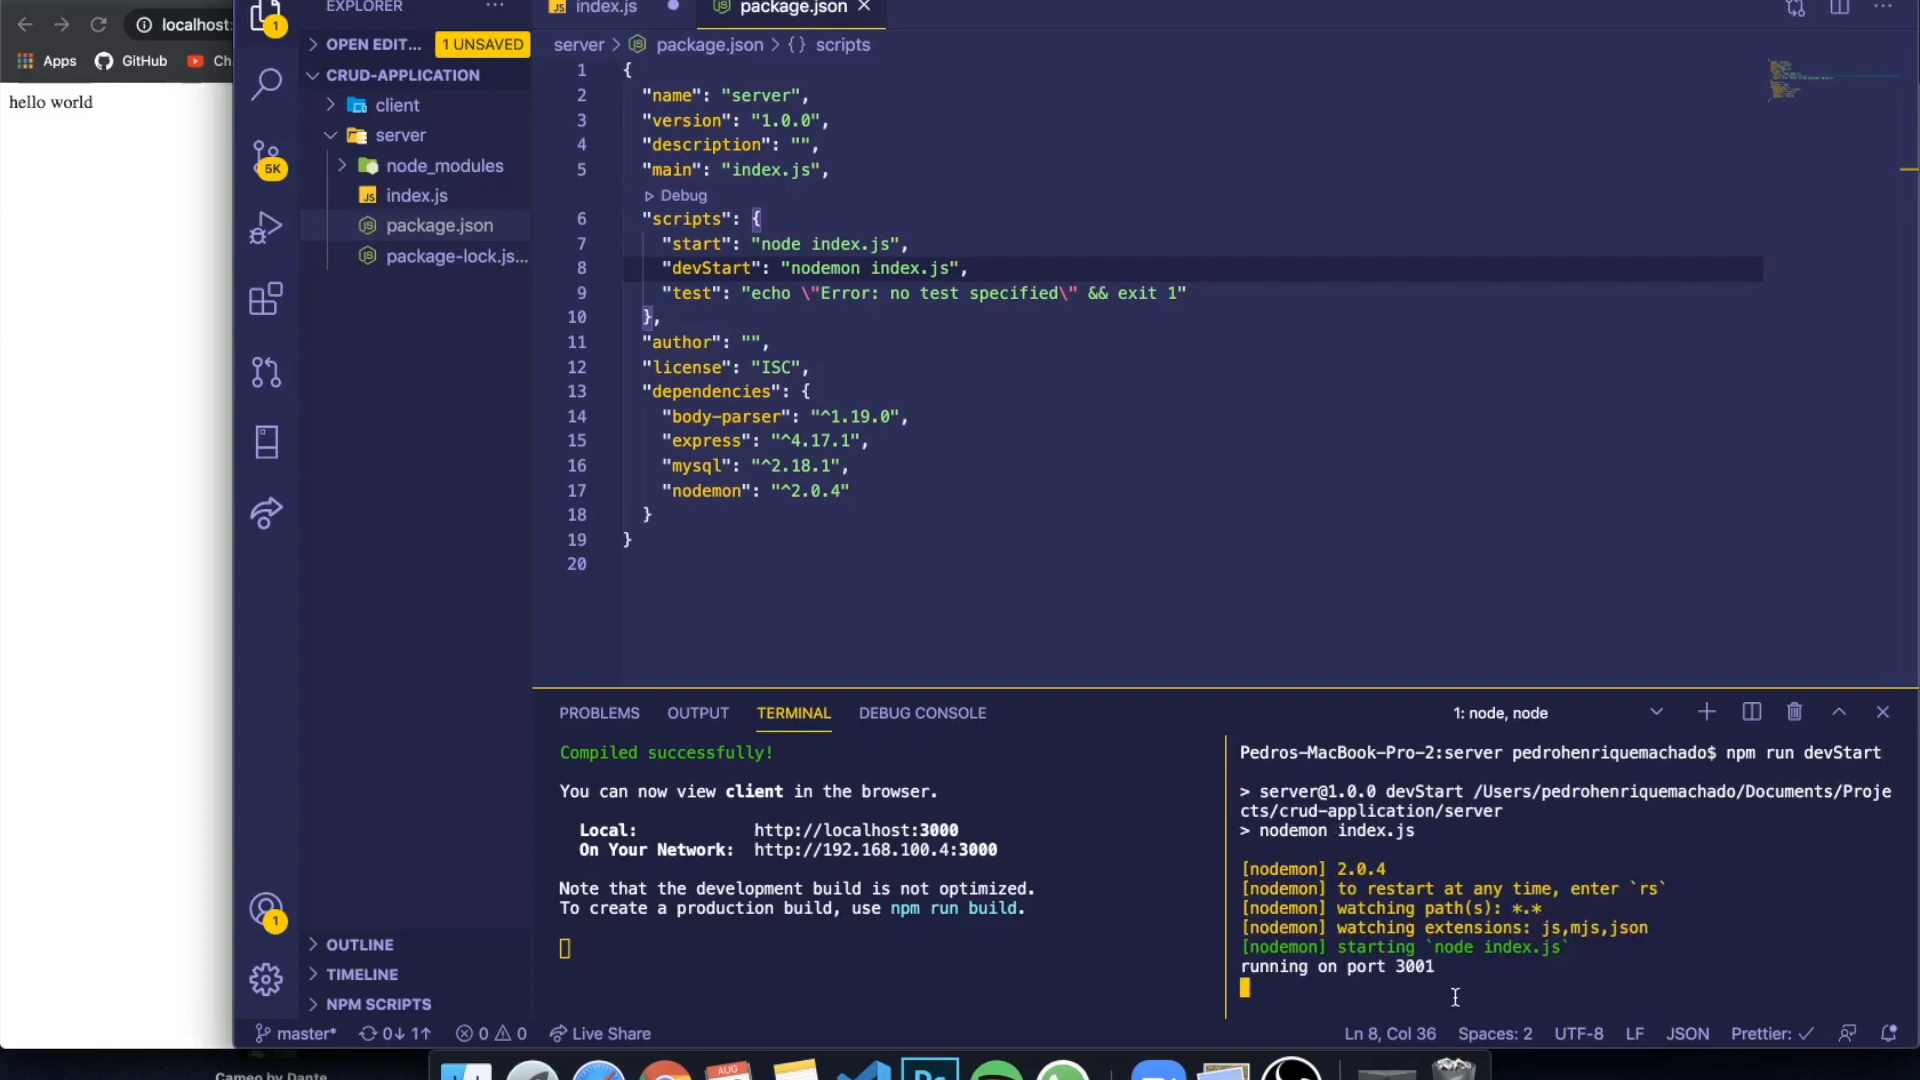 localhost:
Apps GitHub Ch
hello world
1
5K
1
EXPLORER
OPEN EDIT... 1 UNSAVED
CRUD-APPLICATION
client
server
node_modules
index.js
package.json
package-lock.js...
OUTLINE
TIMELINE
NPM SCRIPTS
index.js package.json
server > package.json > {} scripts
1 {
2 "name": "server",
3 "version": "1.0.0",
4 "description": "",
5 "main": "index.js",
Debug
6 "scripts": {
7 "start": "node index.js",
8 "devStart": "nodemon index.js",
9 "test": "echo \"Error: no test specified\" && exit 1"
10 },
11 "author": "",
12 "license": "ISC",
13 "dependencies": {
14 "body-parser": "^1.19.0",
15 "express": "^4.17.1",
16 "mysql": "^2.18.1",
17 "nodemon": "^2.0.4"
18 }
19 }
20
PROBLEMS OUTPUT TERMINAL DEBUG CONSOLE 1: node, node
Compiled successfully!
You can now view client in the browser.
Local: http://localhost:3000
On Your Network: http://192.168.100.4:3000
Note that the development build is not optimized.
To create a production build, use npm run build.
Pedros-MacBook-Pro-2:server pedrohenriquemachado$ npm run devStart
> server@1.0.0 devStart /Users/pedrohenriquemachado/Documents/Proje
cts/crud-application/server
> nodemon index.js
[nodemon] 2.0.4
[nodemon] to restart at any time, enter `rs`
[nodemon] watching path(s): *.*
[nodemon] watching extensions: js,mjs,json
[nodemon] starting `node index.js`
running on port 3001
master* 0↓ 1↑ 0 0 Live Share Ln 8, Col 36 Spaces: 2 UTF-8 LF JSON Prettier: ✓
AUG
Cameo by Dante